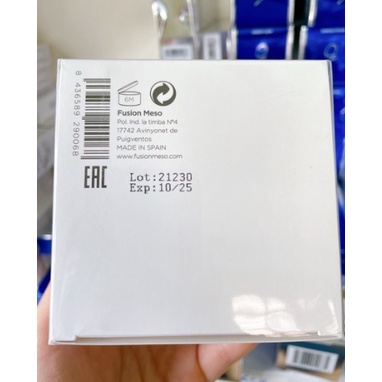 8 436589 290068
6M
Fusion Meso
Pol. Ind. la timba Nº4
17742 Avinyonet de
Puigventos
MADE IN SPAIN
www.fusionmeso.com
EAC
Lot:21230
Exp:10/25